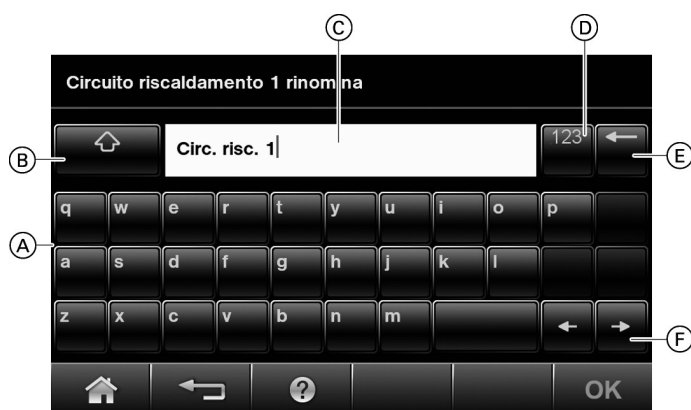 C D
Circuito riscaldamento 1 rinomina
B Circ. risc. 1 123 E
q w e r t y u i o p
A
a s d f g h j k l
z x c v b n m
F
? OK